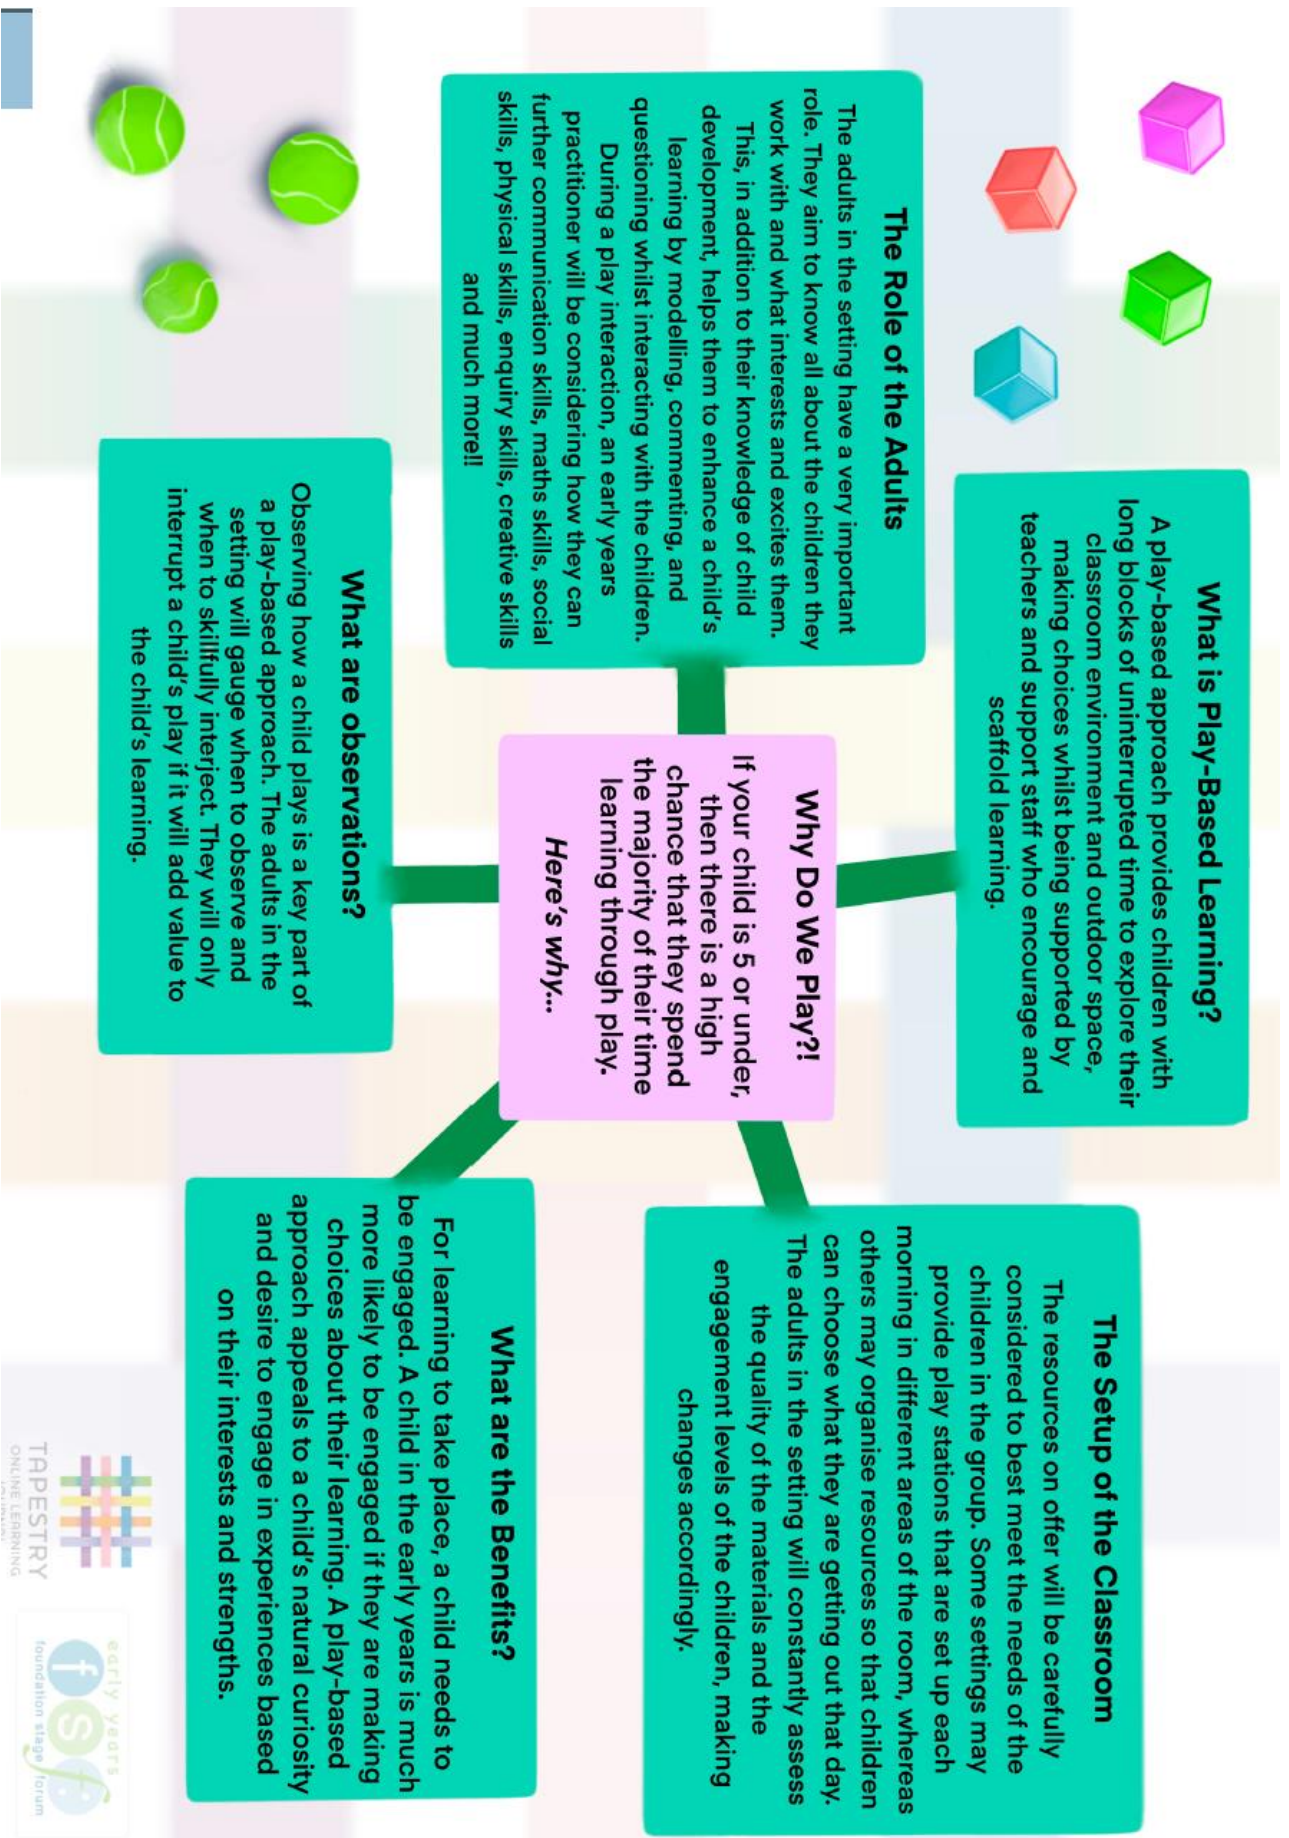 What is Play-Based Learning?
A play-based approach provides children with
long blocks of uninterrupted time to explore their
classroom environment and outdoor space,
making choices whilst being supported by
teachers and support staff who encourage and
scaffold learning.
The Role of the Adults
The adults in the setting have a very important
role. They aim to know all about the children they
work with and what interests and excites them.
This, in addition to their knowledge of child
development, helps them to enhance a child's
learning by modelling, commenting, and
questioning whilst interacting with the children.
During a play interaction, an early years
practitioner will be considering how they can
further communication skills, maths skills, social
skills, physical skills, enquiry skills, creative skills
and much more!!
Why Do We Play?!
If your child is 5 or under,
then there is a high
chance that they spend
the majority of their time
learning through play.
Here's why...
The Setup of the Classroom
The resources on offer will be carefully
considered to best meet the needs of the
children in the group. Some settings may
provide play stations that are set up each
morning in different areas of the room, whereas
others may organise resources so that children
can choose what they are getting out that day.
The adults in the setting will constantly assess
the quality of the materials and the
engagement levels of the children, making
changes accordingly.
What are observations?
Observing how a child plays is a key part of
a play-based approach. The adults in the
setting will gauge when to observe and
when to skillfully interject. They will only
interrupt a child's play if it will add value to
the child's learning.
What are the Benefits?
For learning to take place, a child needs to
be engaged. A child in the early years is much
more likely to be engaged if they are making
choices about their learning. A play-based
approach appeals to a child's natural curiosity
and desire to engage in experiences based
on their interests and strengths.
TAPESTRY
ONLINE LEARNING
early years
fsf
foundation stage forum